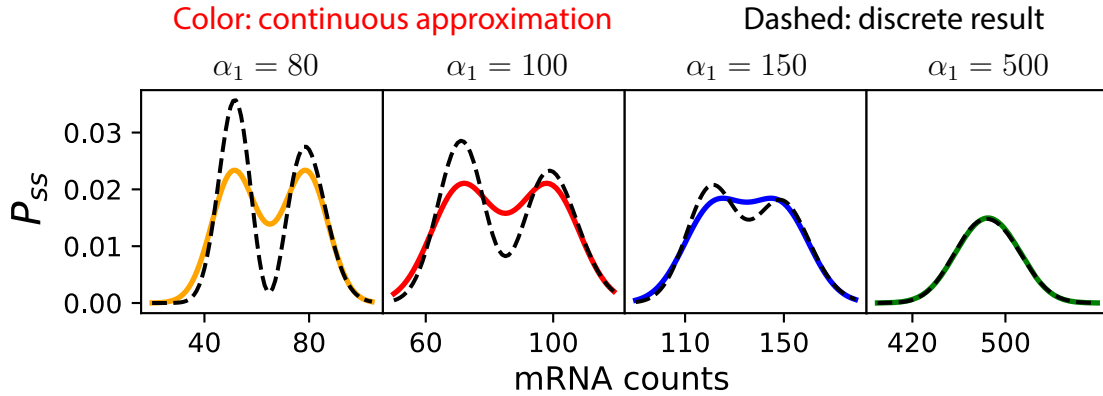 Color: continuous approximation Dashed: discrete result
α₁ = 80 α₁ = 100 α₁ = 150 α₁ = 500
0.03
0.02
0.01
0.00
Pss
40 80 60 100 110 150 420 500
mRNA counts